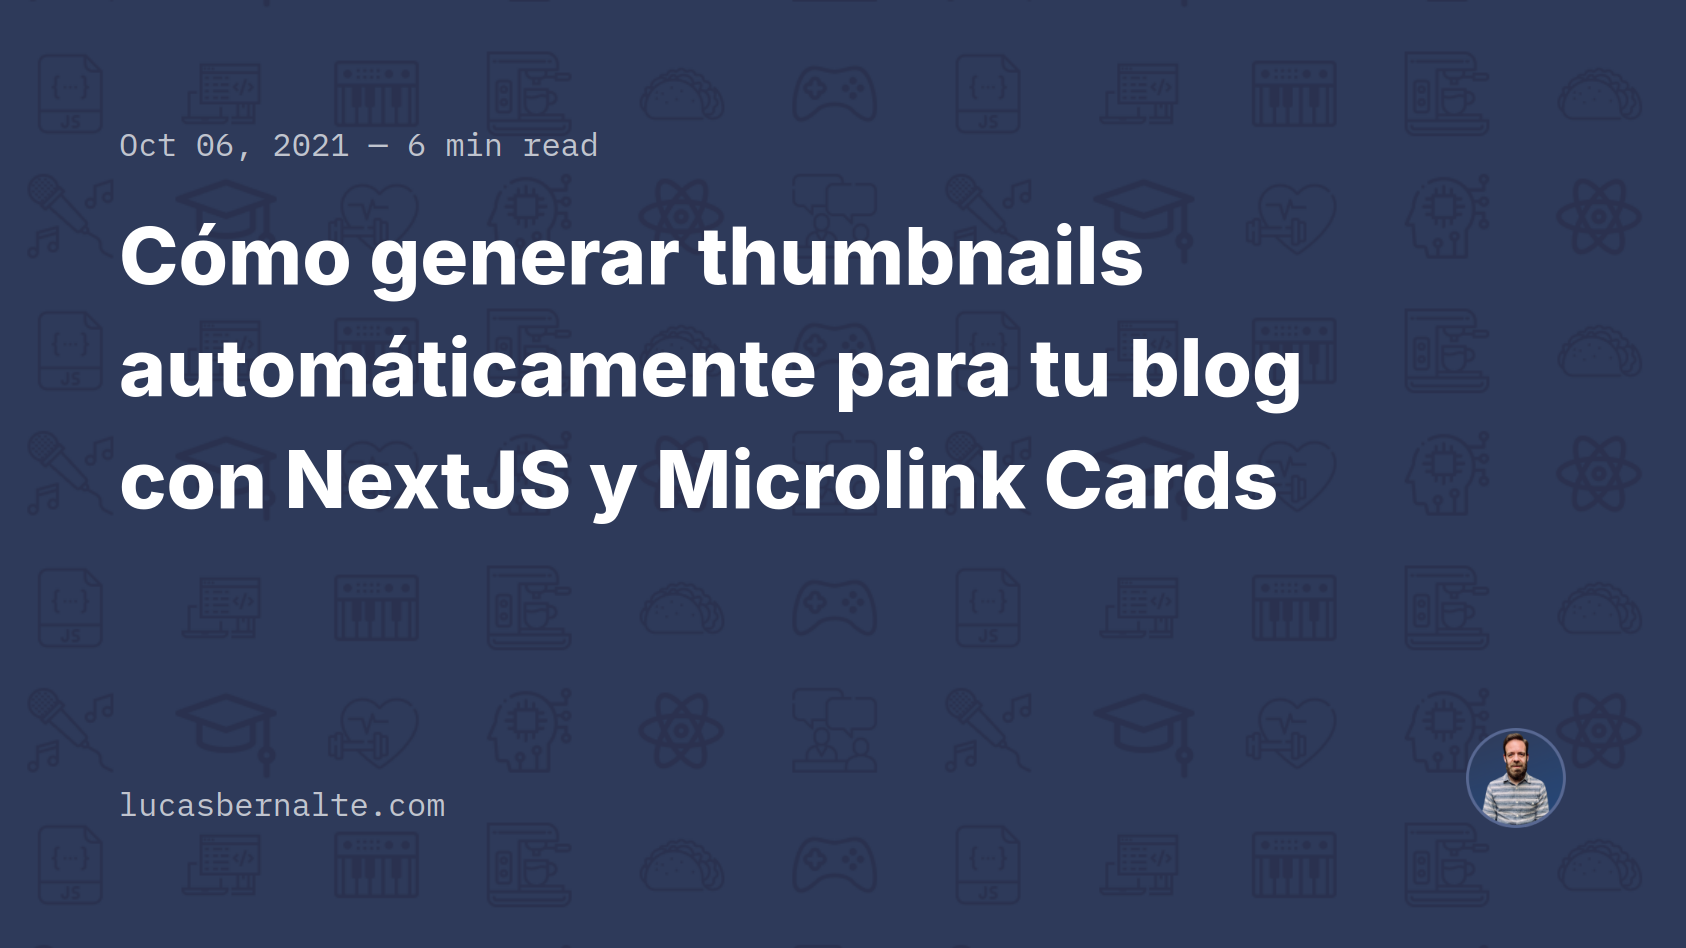 Oct 06, 2021 — 6 min read
Cómo generar thumbnails
automáticamente para tu blog
con NextJS y Microlink Cards
lucasbernalte.com